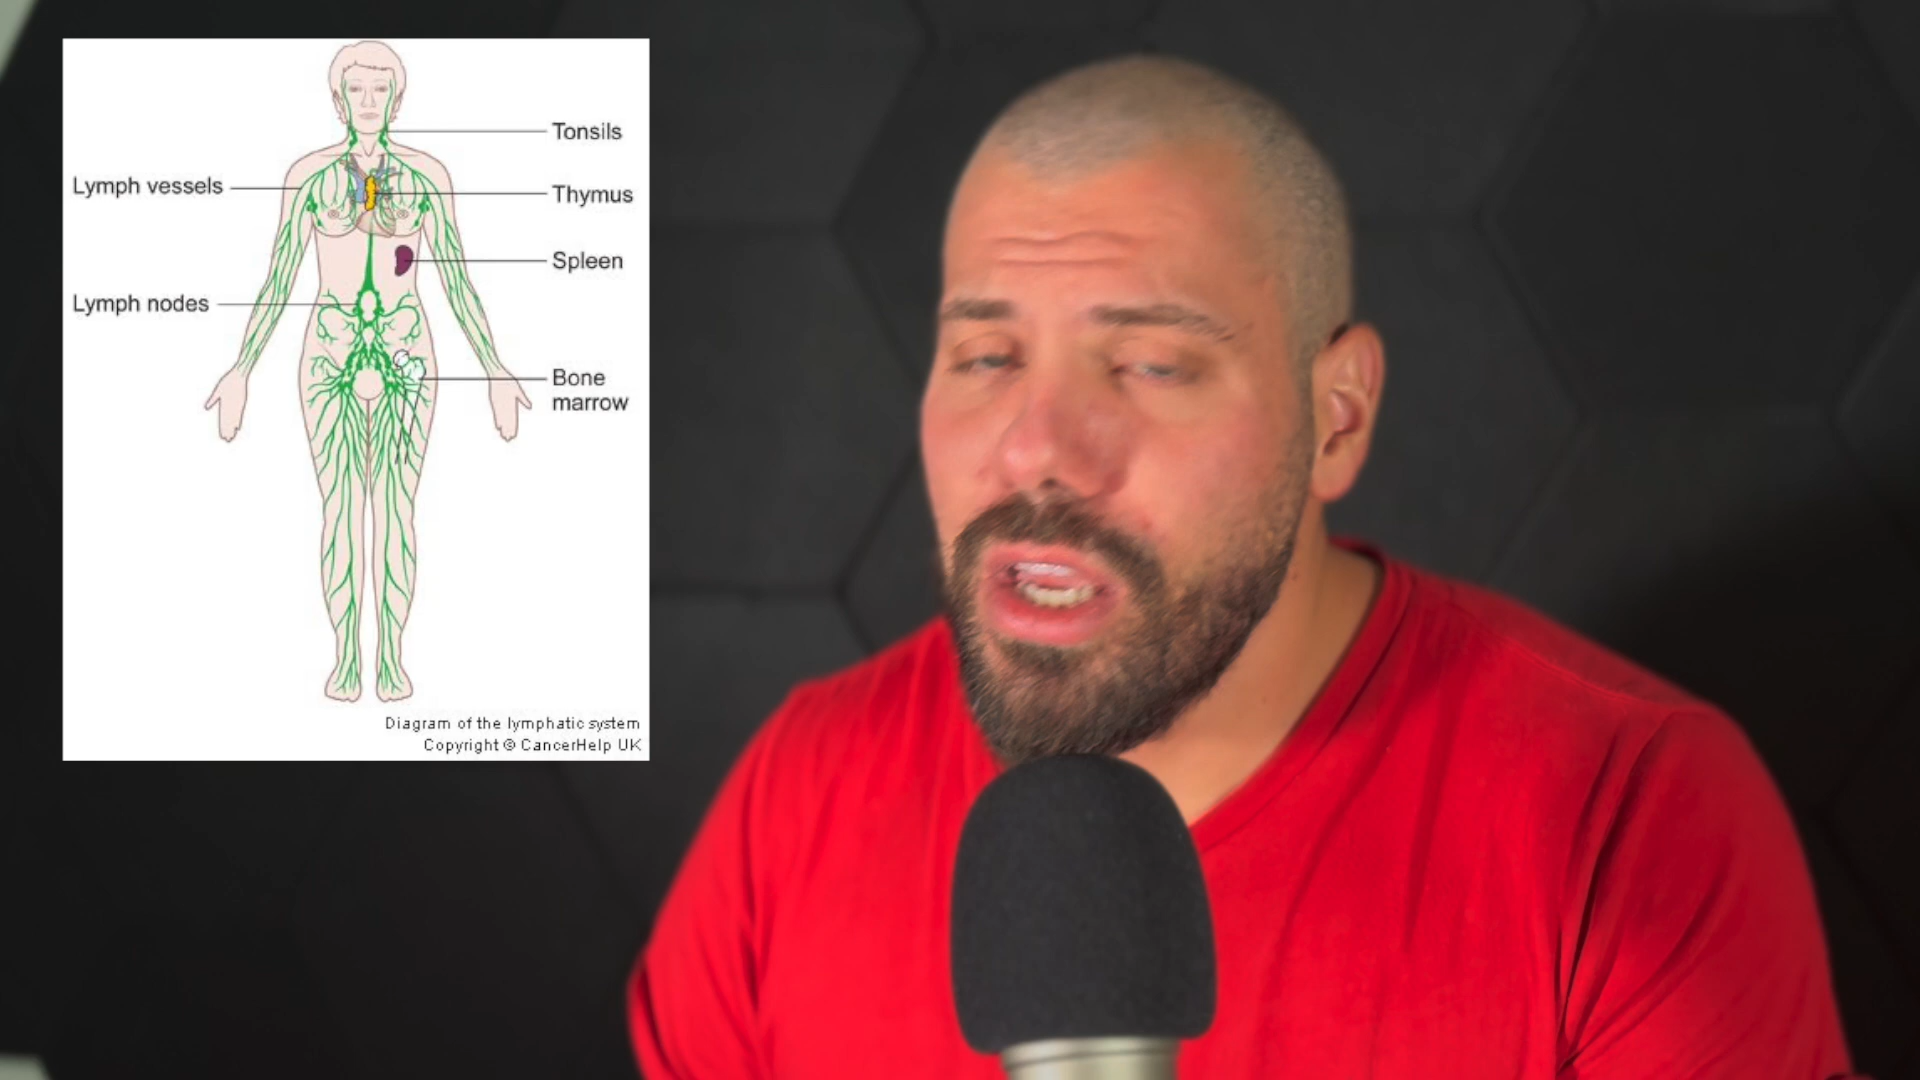 Tonsils
Lymph vessels
Thymus
Spleen
Lymph nodes
Bone
marrow
Diagram of the lymphatic system
Copyright © CancerHelp UK